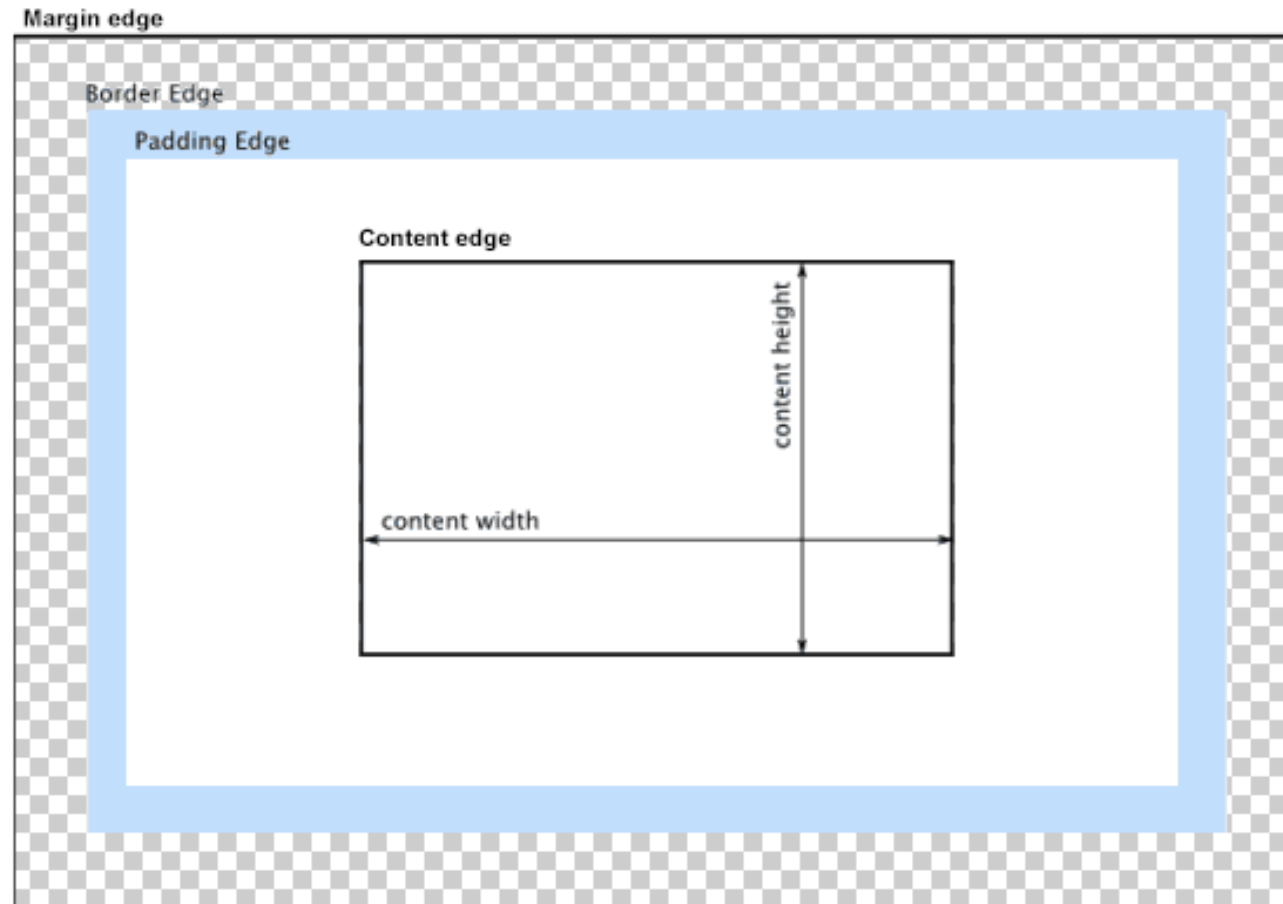 Margin edge
Border Edge
Padding Edge
Content edge
content height
content width